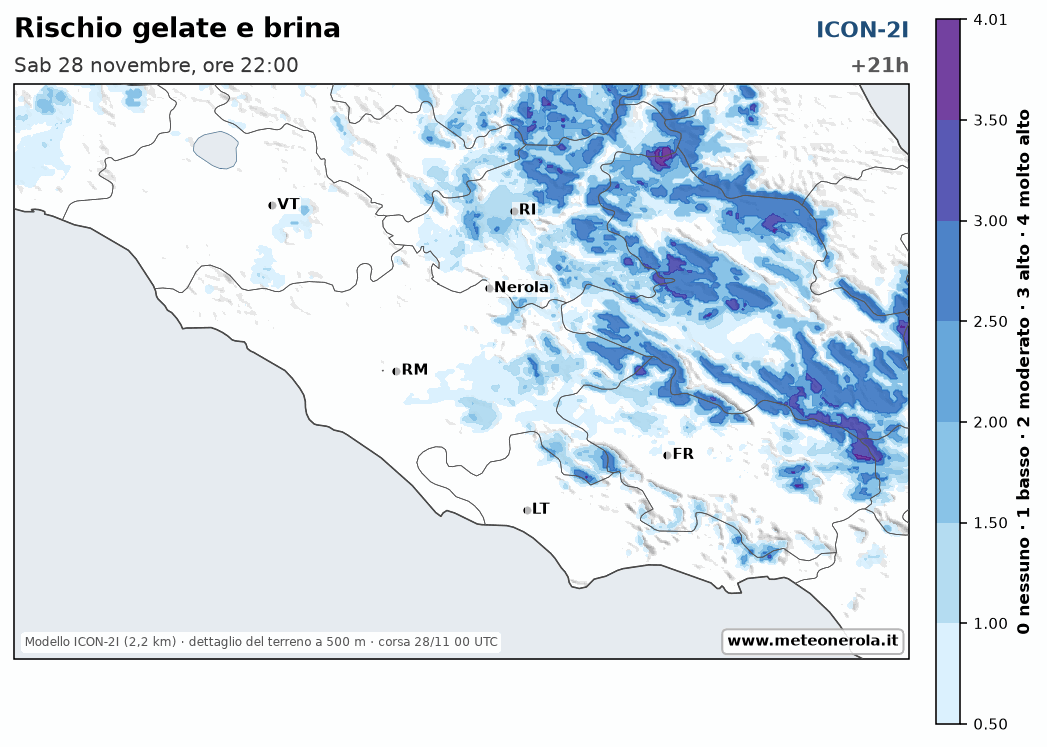 Rischio gelate e brina
ICON-2I
Sab 28 novembre, ore 22:00
+21h
4.01
3.50
3.00
2.50
2.00
1.50
1.00
0.50
0 nessuno · 1 basso · 2 moderato · 3 alto · 4 molto alto
VT
RI
Nerola
RM
FR
LT
Modello ICON-2I (2,2 km) · dettaglio del terreno a 500 m · corsa 28/11 00 UTC
www.meteonerola.it